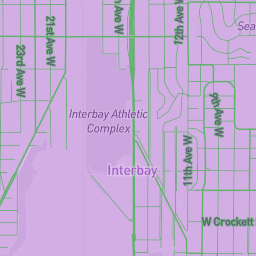 21st Ave W
23rd Ave W
h Ave W
12th Ave W
Sea
Interbay Athletic
Complex
9th Ave W
11th Ave W
Interbay
W Crockett S